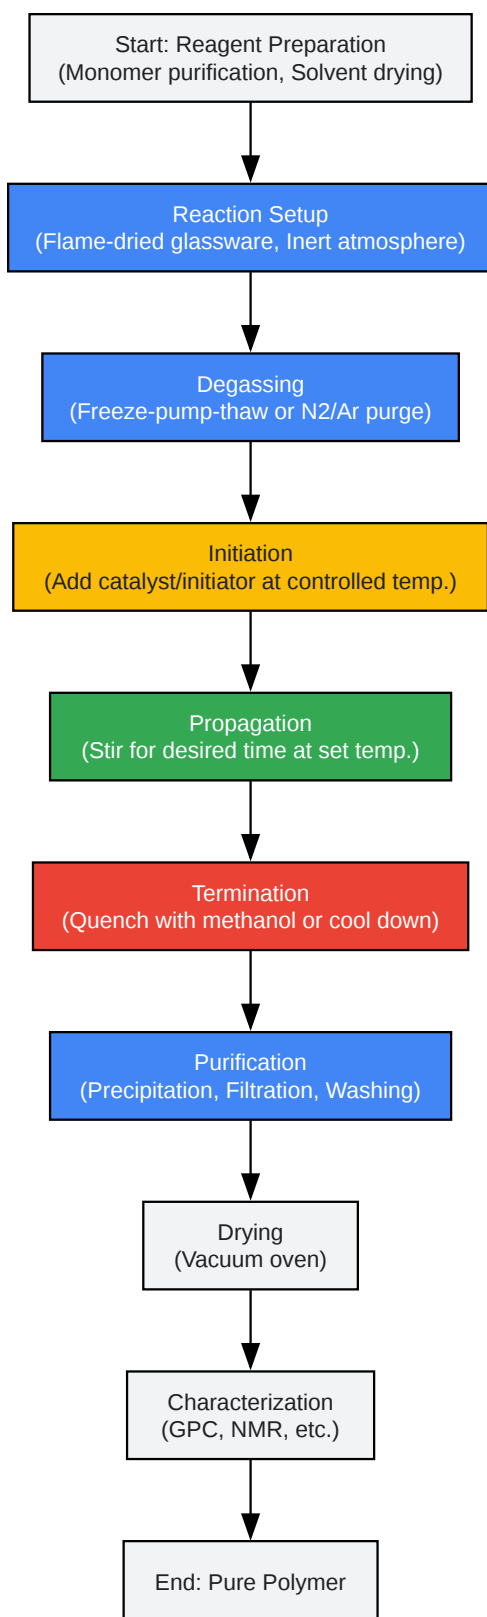 Start: Reagent Preparation
(Monomer purification, Solvent drying)
Reaction Setup
(Flame-dried glassware, Inert atmosphere)
Degassing
(Freeze-pump-thaw or N2/Ar purge)
Initiation
(Add catalyst/initiator at controlled temp.)
Propagation
(Stir for desired time at set temp.)
Termination
(Quench with methanol or cool down)
Purification
(Precipitation, Filtration, Washing)
Drying
(Vacuum oven)
Characterization
(GPC, NMR, etc.)
End: Pure Polymer